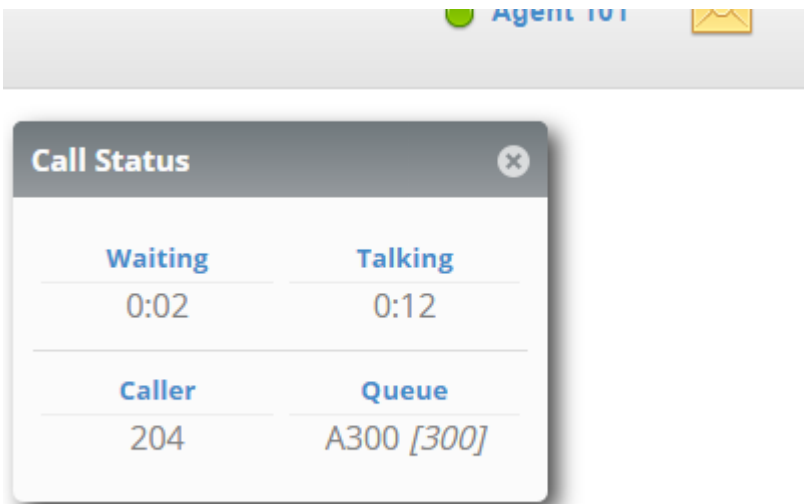 Agent 101
Call Status
Waiting Talking
0:02 0:12
Caller Queue
204 A300 [300]